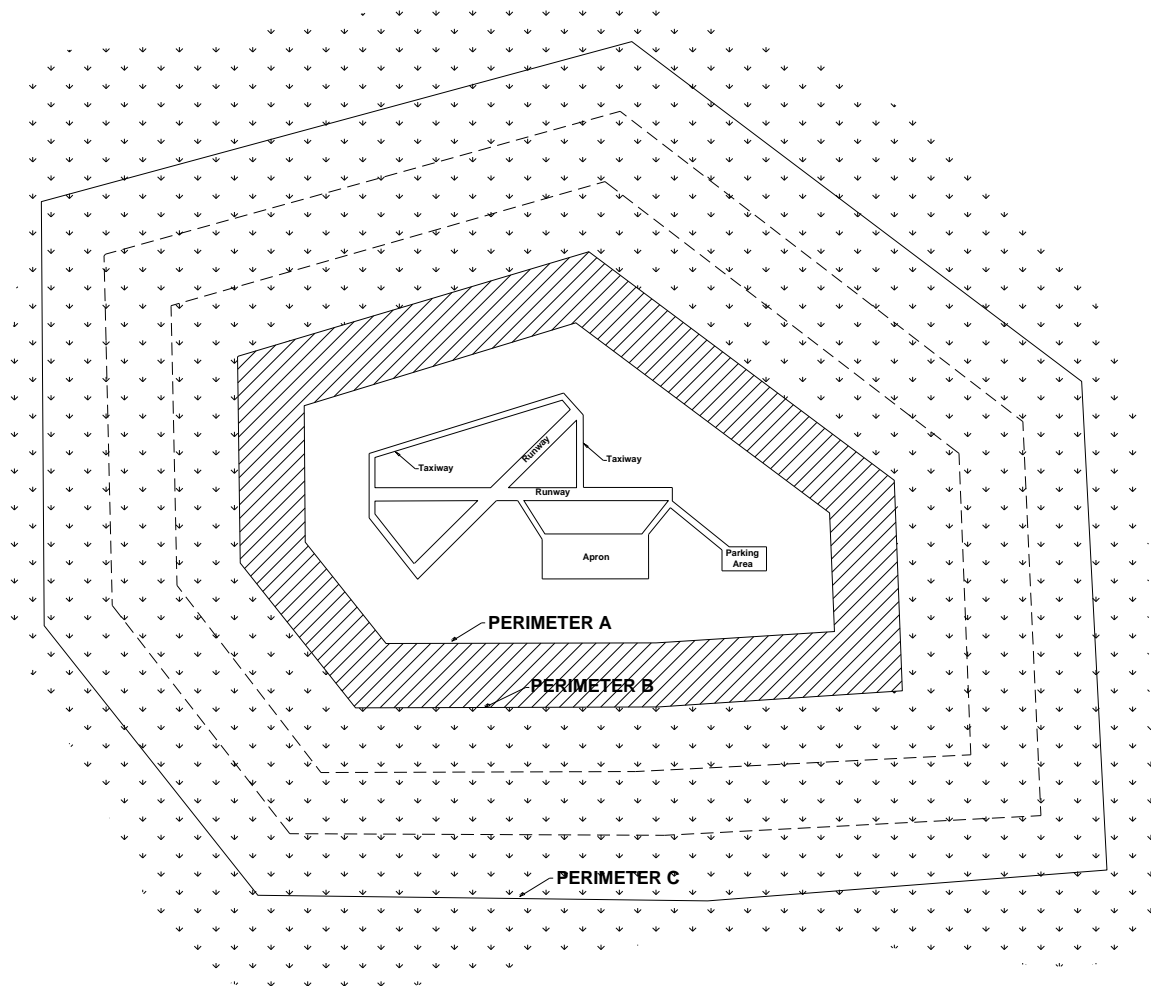 Runway
Taxiway
Taxiway
Runway
Apron
Parking
Area
PERIMETER A
PERIMETER B
PERIMETER C